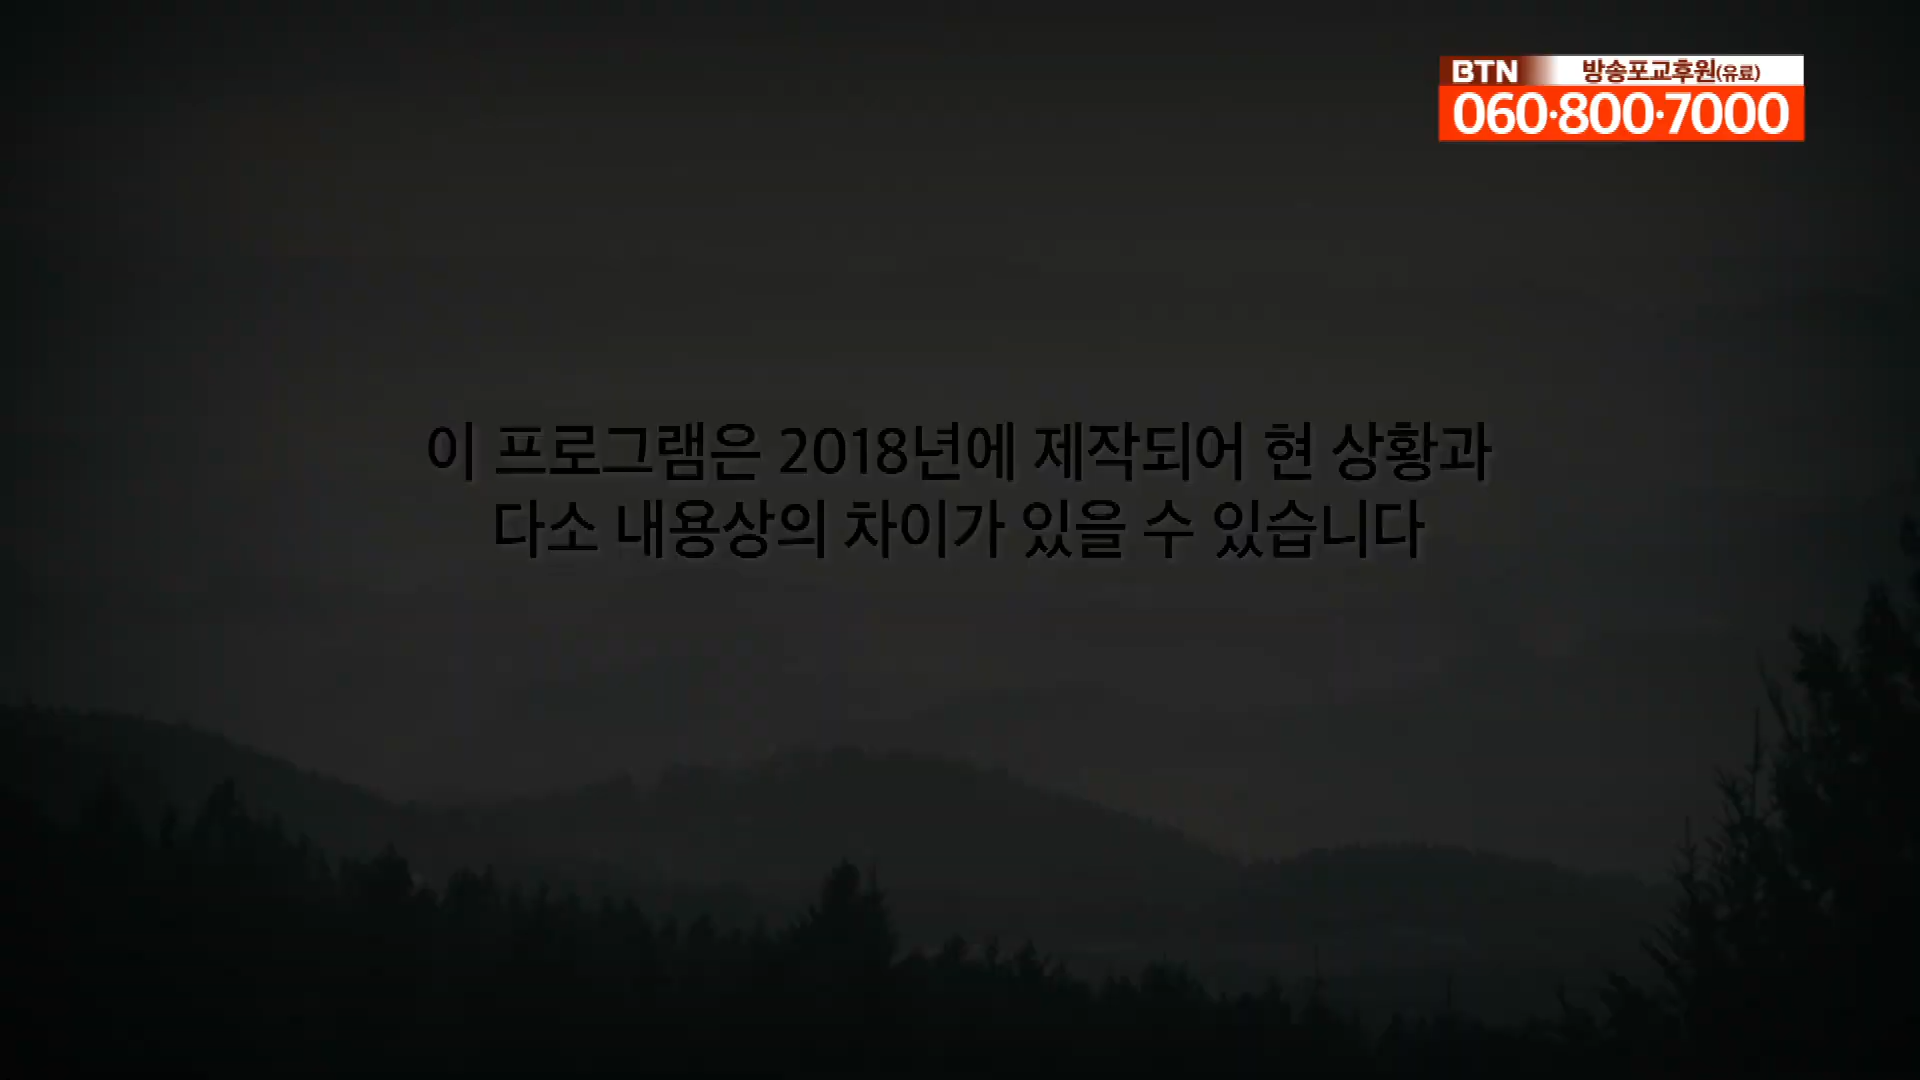 BTN 방송포교후원(유료)
060·800·7000
이 프로그램은 2018년에 제작되어 현 상황과
다소 내용상의 차이가 있을 수 있습니다